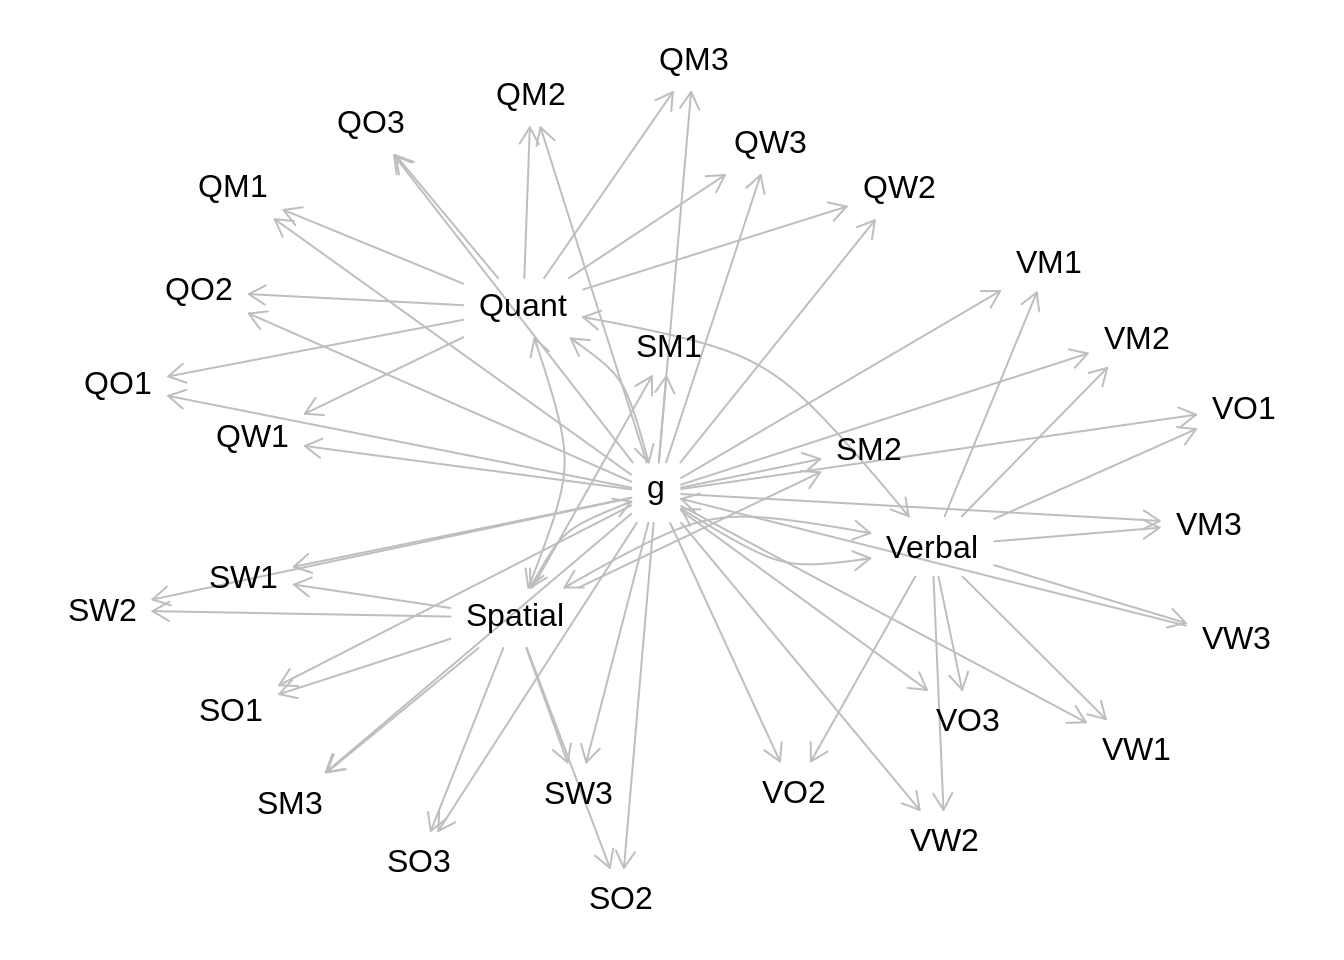 QM3
QM2
QO3
QW3
QM1
QW2
VM1
QO2
Quant
VM2
SM1
QO1
VO1
QW1
SM2
g
VM3
Verbal
SW1
SW2
Spatial
VW3
SO1
VO3
VW1
VO2
SW3
SM3
VW2
SO3
SO2